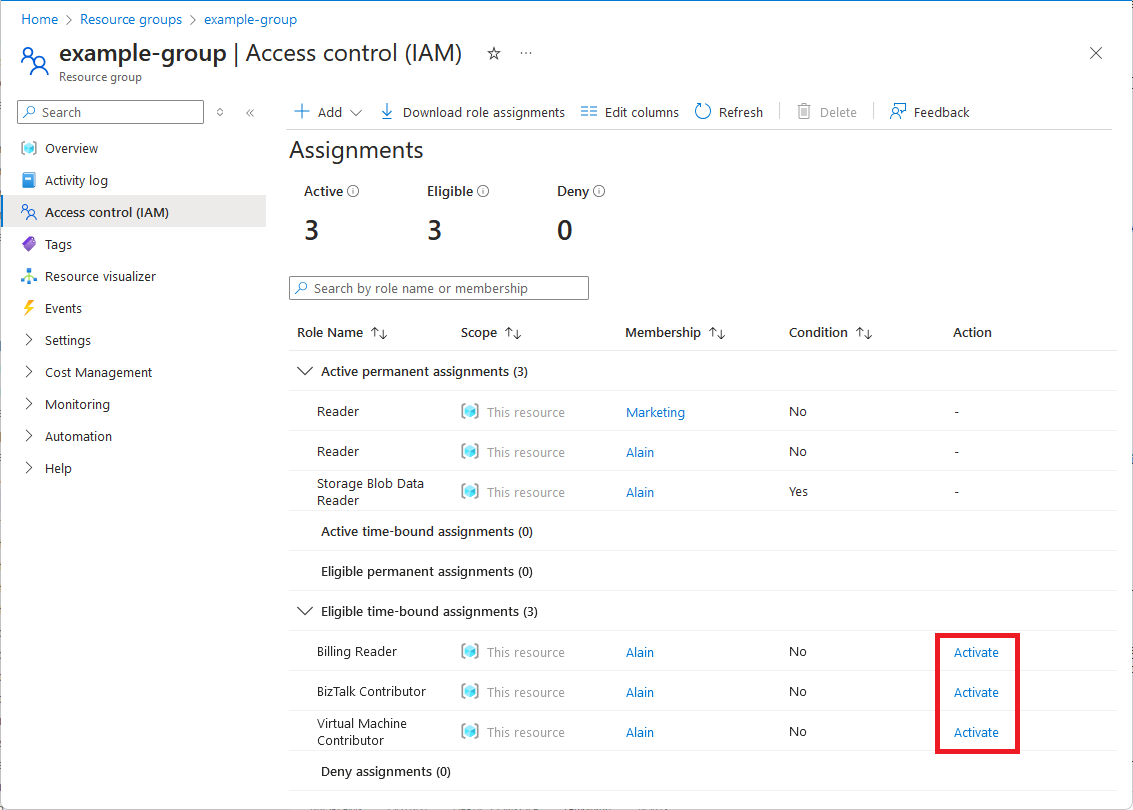 Home > Resource groups > example-group
example-group | Access control (IAM)
Resource group
Search
Add
Download role assignments
Edit columns
Refresh
Delete
Feedback
Overview
Activity log
Access control (IAM)
Tags
Resource visualizer
Events
Settings
Cost Management
Monitoring
Automation
Help
Assignments
Active Eligible Deny
3 3 0
Search by role name or membership
Role Name Scope Membership Condition Action
Active permanent assignments (3)
Reader This resource Marketing No -
Reader This resource Alain No -
Storage Blob Data
Reader This resource Alain Yes -
Active time-bound assignments (0)
Eligible permanent assignments (0)
Eligible time-bound assignments (3)
Billing Reader This resource Alain No Activate
BizTalk Contributor This resource Alain No Activate
Virtual Machine
Contributor This resource Alain No Activate
Deny assignments (0)